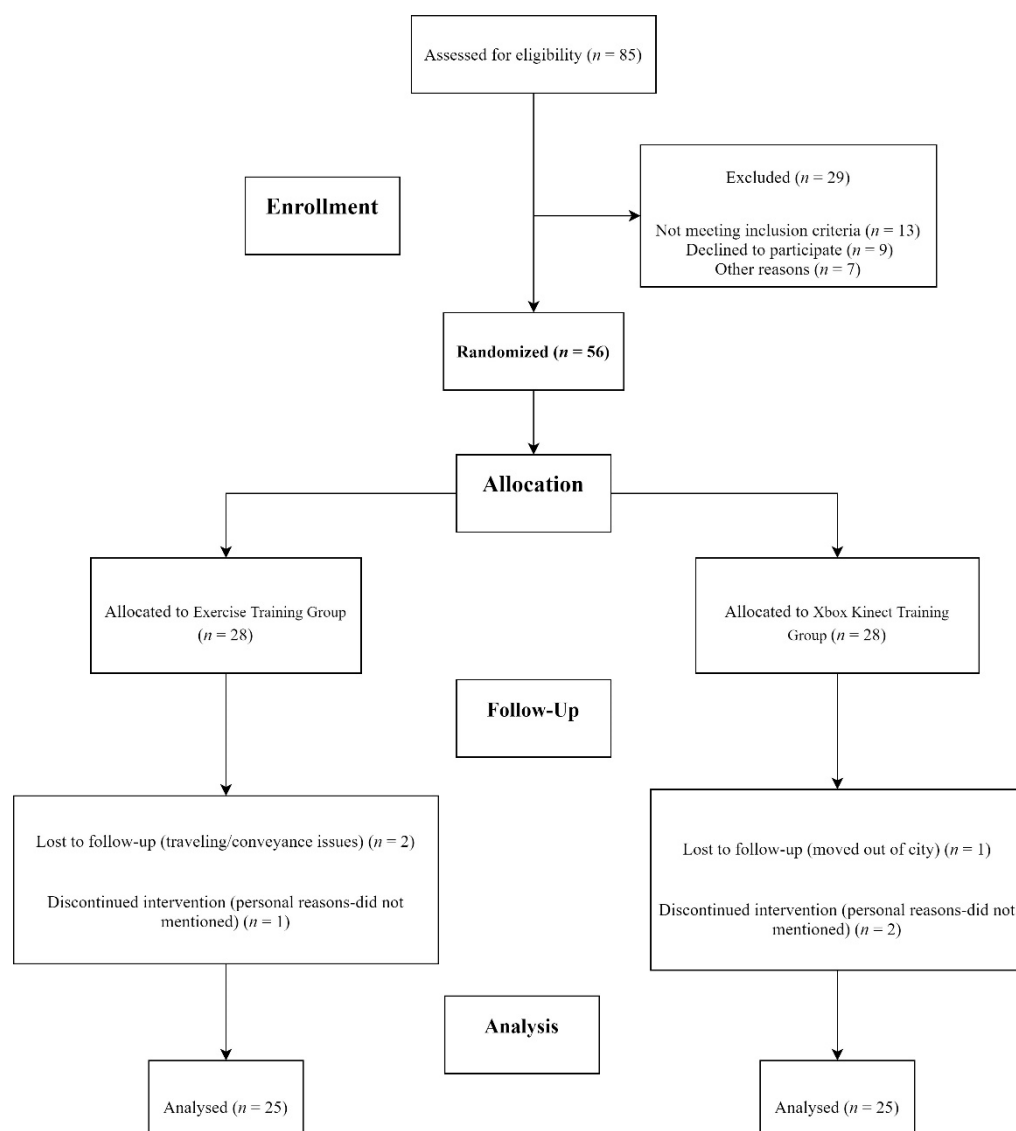 Assessed for eligibility (n = 85)
Excluded (n = 29)
Enrollment
Not meeting inclusion criteria (n = 13)
Declined to participate (n = 9)
Other reasons (n = 7)
Randomized (n = 56)
Allocation
Allocated to Exercise Training Group
(n = 28)
Allocated to Xbox Kinect Training
Group (n = 28)
Follow-Up
Lost to follow-up (traveling/conveyance issues) (n = 2)
Discontinued intervention (personal reasons-did not
mentioned) (n = 1)
Lost to follow-up (moved out of city) (n = 1)
Discontinued intervention (personal reasons-did not
mentioned) (n = 2)
Analysis
Analysed (n = 25)
Analysed (n = 25)